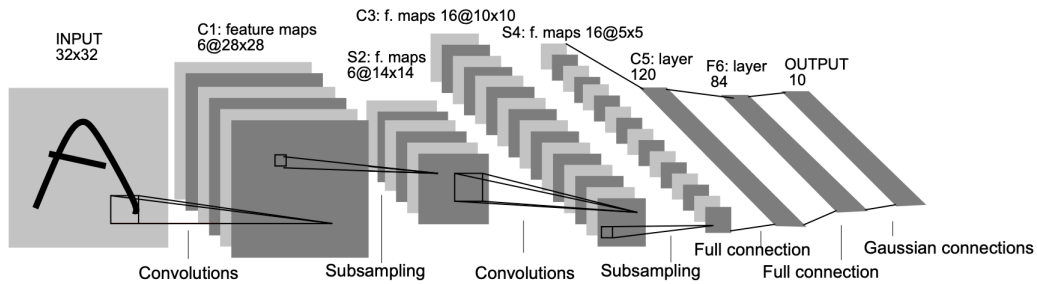 INPUT
32x32
C1: feature maps
6@28x28
S2: f. maps
6@14x14
C3: f. maps 16@10x10
S4: f. maps 16@5x5
C5: layer
120
F6: layer
84
OUTPUT
10
Convolutions
Subsampling
Convolutions
Subsampling
Full connection
Full connection
Gaussian connections